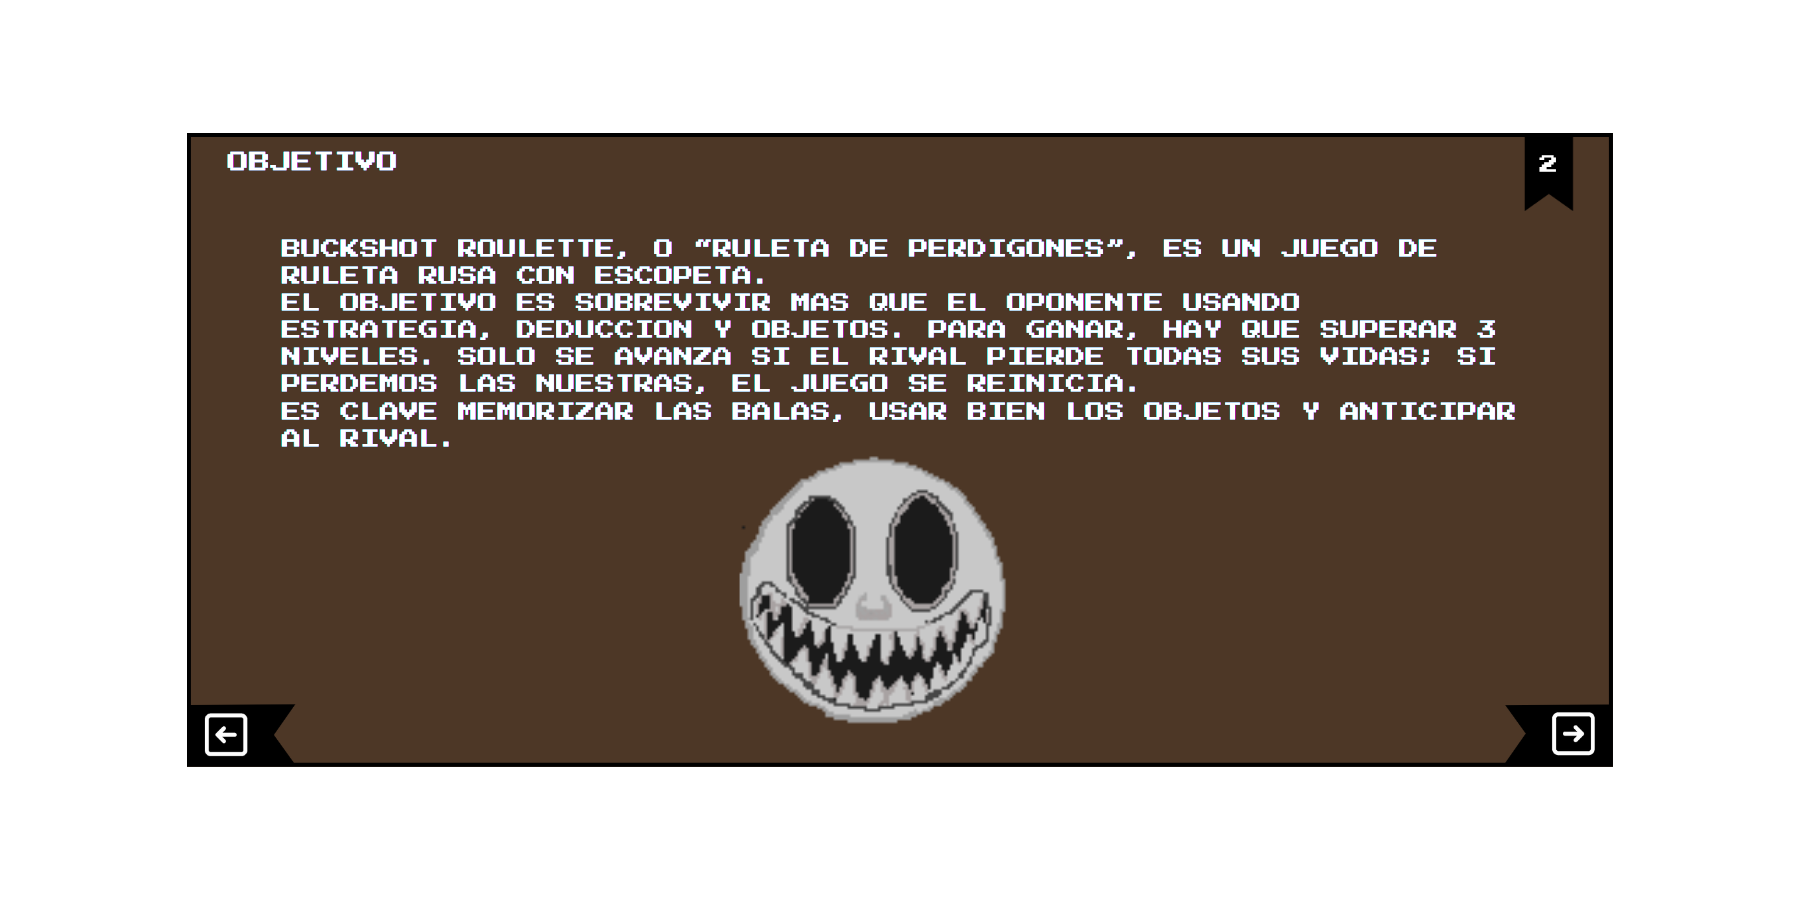 OBJETIVO
2
BUCKSHOT ROULETTE, O “RULETA DE PERDIGONES”, ES UN JUEGO DE
RULETA RUSA CON ESCOPETA.
EL OBJETIVO ES SOBREVIVIR MAS QUE EL OPONENTE USANDO
ESTRATEGIA, DEDUCCION Y OBJETOS. PARA GANAR, HAY QUE SUPERAR 3
NIVELES. SOLO SE AVANZA SI EL RIVAL PIERDE TODAS SUS VIDAS; SI
PERDEMOS LAS NUESTRAS, EL JUEGO SE REINICIA.
ES CLAVE MEMORIZAR LAS BALAS, USAR BIEN LOS OBJETOS Y ANTICIPAR
AL RIVAL.